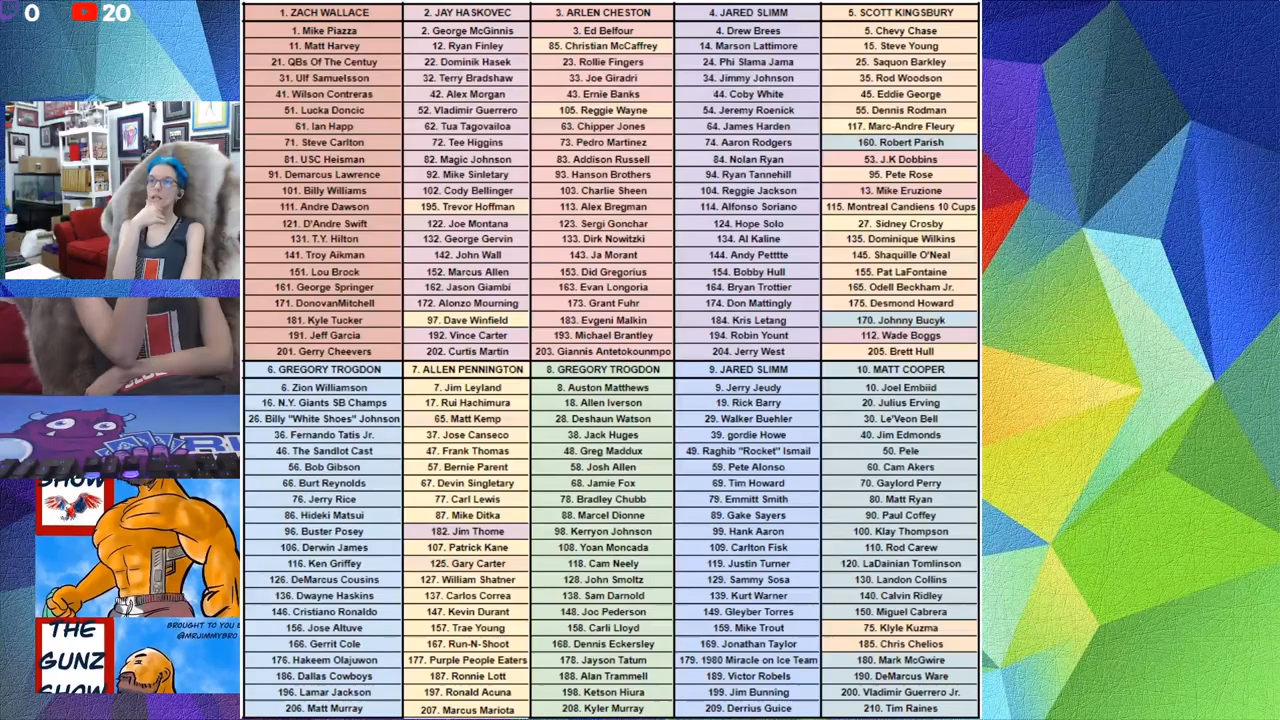 0
20
1. ZACH WALLACE
1. Mike Piazza
11. Matt Harvey
21. QBs Of The Centuy
31. Ulf Samuelsson
41. Wilson Contreras
51. Lucka Doncic
61. Ian Happ
71. Steve Carlton
81. USC Heisman
91. Demarcus Lawrence
101. Billy Williams
111. Andre Dawson
121. D'Andre Swift
131. T.Y. Hilton
141. Troy Aikman
151. Lou Brock
161. George Springer
171. DonovanMitchell
181. Kyle Tucker
191. Jeff Garcia
201. Gerry Cheevers
2. JAY HASKOVEC
2. George McGinnis
12. Ryan Finley
22. Dominik Hasek
32. Terry Bradshaw
42. Alex Morgan
52. Vladimir Guerrero
62. Tua Tagovailoa
72. Tee Higgins
82. Magic Johnson
92. Mike Sinletary
102. Cody Bellinger
195. Trevor Hoffman
122. Joe Montana
132. George Gervin
142. John Wall
152. Marcus Allen
162. Jason Giambi
172. Alonzo Mourning
97. Dave Winfield
192. Vince Carter
202. Curtis Martin
3. ARLEN CHESTON
3. Ed Belfour
85. Christian McCaffrey
23. Rollie Fingers
33. Joe Giradri
43. Ernie Banks
105. Reggie Wayne
63. Chipper Jones
73. Pedro Martinez
83. Addison Russell
93. Hanson Brothers
103. Charlie Sheen
113. Alex Bregman
123. Sergi Gonchar
133. Dirk Nowitzki
143. Ja Morant
153. Did Gregorius
163. Evan Longoria
173. Grant Fuhr
183. Evgeni Malkin
193. Michael Brantley
203. Giannis Antetokounmpo
4. JARED SLIMM
4. Drew Brees
14. Marson Lattimore
24. Phi Slama Jama
34. Jimmy Johnson
44. Coby White
54. Jeremy Roenick
64. James Harden
74. Aaron Rodgers
84. Nolan Ryan
94. Ryan Tannehill
104. Reggie Jackson
114. Alfonso Soriano
124. Hope Solo
134. Al Kaline
144. Andy Petttte
154. Bobby Hull
164. Bryan Trottier
174. Don Mattingly
184. Kris Letang
194. Robin Yount
204. Jerry West
5. SCOTT KINGSBURY
5. Chevy Chase
15. Steve Young
25. Saquon Barkley
35. Rod Woodson
45. Eddie George
55. Dennis Rodman
117. Marc-Andre Fleury
160. Robert Parish
53. J.K Dobbins
95. Pete Rose
13. Mike Eruzione
115. Montreal Candiens 10 Cups
27. Sidney Crosby
135. Dominique Wilkins
145. Shaquille O'Neal
155. Pat LaFontaine
165. Odell Beckham Jr.
175. Desmond Howard
170. Johnny Bucyk
112. Wade Boggs
205. Brett Hull
6. GREGORY TROGDON
6. Zion Williamson
16. N.Y. Giants SB Champs
26. Billy "White Shoes" Johnson
36. Fernando Tatis Jr.
46. The Sandlot Cast
56. Bob Gibson
66. Burt Reynolds
76. Jerry Rice
86. Hideki Matsui
96. Buster Posey
106. Derwin James
116. Ken Griffey
126. DeMarcus Cousins
136. Dwayne Haskins
146. Cristiano Ronaldo
156. Jose Altuve
166. Gerrit Cole
176. Hakeem Olajuwon
186. Dallas Cowboys
196. Lamar Jackson
206. Matt Murray
7. ALLEN PENNINGTON
7. Jim Leyland
17. Rui Hachimura
65. Matt Kemp
37. Jose Canseco
47. Frank Thomas
57. Bernie Parent
67. Devin Singletary
77. Carl Lewis
87. Mike Ditka
182. Jim Thome
107. Patrick Kane
125. Gary Carter
127. William Shatner
137. Carlos Correa
147. Kevin Durant
157. Trae Young
167. Run-N-Shoot
177. Purple People Eaters
187. Ronnie Lott
197. Ronald Acuna
207. Marcus Mariota
8. GREGORY TROGDON
8. Auston Matthews
18. Allen Iverson
28. Deshaun Watson
38. Jack Huges
48. Greg Maddux
58. Josh Allen
68. Jamie Fox
78. Bradley Chubb
88. Marcel Dionne
98. Kerryon Johnson
108. Yoan Moncada
118. Cam Neely
128. John Smoltz
138. Sam Darnold
148. Joc Pederson
158. Carli Lloyd
168. Dennis Eckersley
178. Jayson Tatum
188. Alan Trammell
198. Ketson Hiura
208. Kyler Murray
9. JARED SLIMM
9. Jerry Jeudy
19. Rick Barry
29. Walker Buehler
39. gordie Howe
49. Raghib "Rocket" Ismail
59. Pete Alonso
69. Tim Howard
79. Emmitt Smith
89. Gake Sayers
99. Hank Aaron
109. Carlton Fisk
119. Justin Turner
129. Sammy Sosa
139. Kurt Warner
149. Gleyber Torres
159. Mike Trout
169. Jonathan Taylor
179. 1980 Miracle on Ice Team
189. Victor Robels
199. Jim Bunning
209. Derrius Guice
10. MATT COOPER
10. Joel Embiid
20. Julius Erving
30. Le'Veon Bell
40. Jim Edmonds
50. Pele
60. Cam Akers
70. Gaylord Perry
80. Matt Ryan
90. Paul Coffey
100. Klay Thompson
110. Rod Carew
120. LaDainian Tomlinson
130. Landon Collins
140. Calvin Ridley
150. Miguel Cabrera
75. Klyle Kuzma
185. Chris Chelios
180. Mark McGwire
190. DeMarcus Ware
200. Vladimir Guerrero Jr.
210. Tim Raines
SHOW
BROUGHT TO YOU B
@MRJIMMYBRO
THE
GUNZ
SHOW